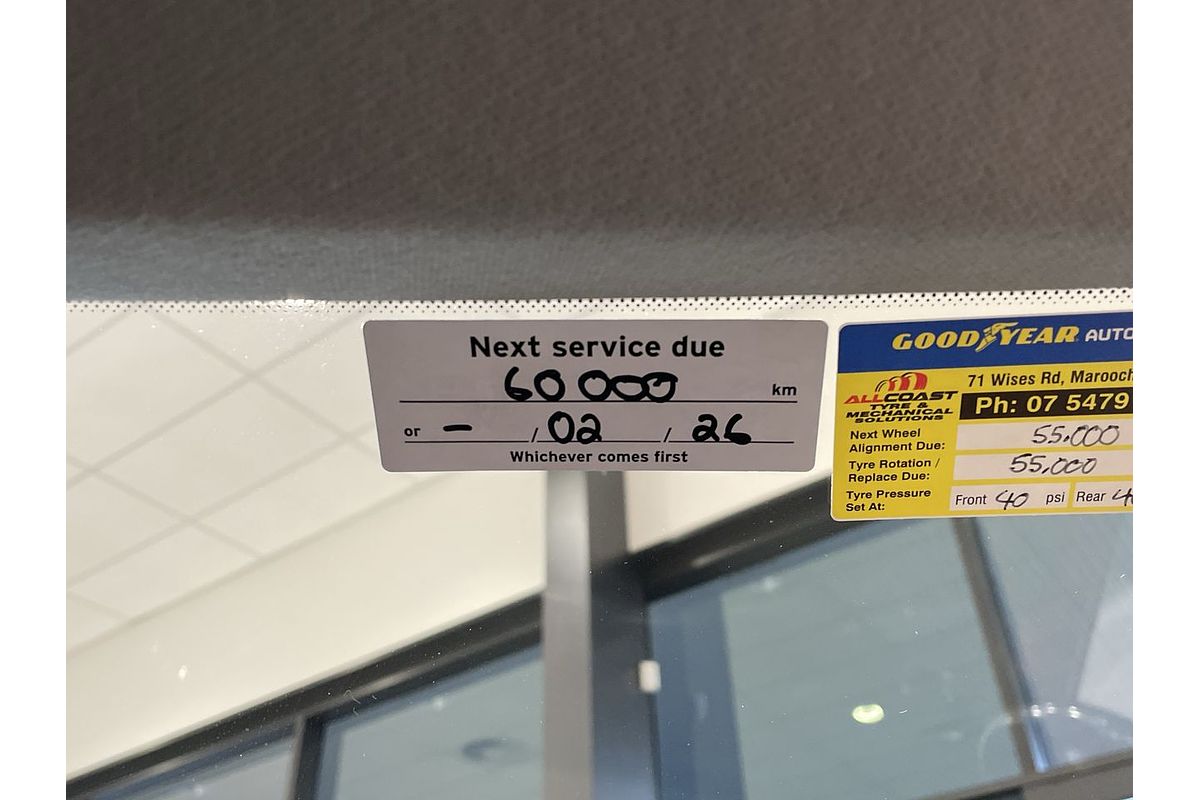 Next service due
60 000 km
or - / 02 / 26
Whichever comes first
GOODYEAR AUTO
71 Wises Rd,
ALLCOAST
TYRE &
MECHANICAL
SOLUTIONS
Ph: 07 5479
Next Wheel
Alignment Due: 55,000
Tyre Rotation /
Replace Due: 55,000
Tyre Pressure
Set At: Front 40 psi Rear